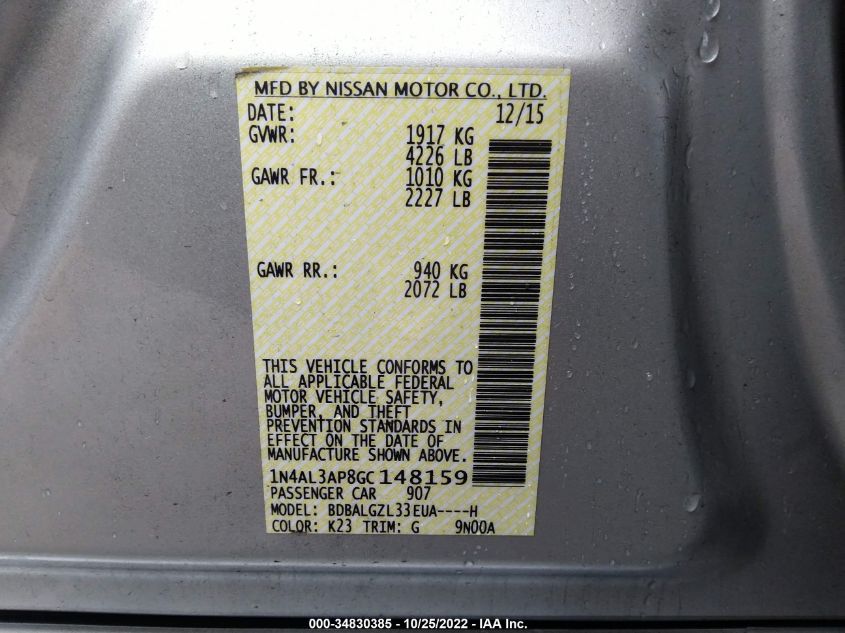 MFD BY NISSAN MOTOR CO., LTD.
DATE: 12/15
GVWR: 1917 KG
4226 LB
GAWR FR.: 1010 KG
2227 LB
GAWR RR.: 940 KG
2072 LB
THIS VEHICLE CONFORMS TO
ALL APPLICABLE FEDERAL
MOTOR VEHICLE SAFETY,
BUMPER, AND THEFT
PREVENTION STANDARDS IN
EFFECT ON THE DATE OF
MANUFACTURE SHOWN ABOVE.
1N4AL3AP8GC148159
PASSENGER CAR 907
MODEL: BDBALGZL33EUA----H
COLOR: K23 TRIM: G 9N00A
000-34830385 - 10/25/2022 - IAA Inc.